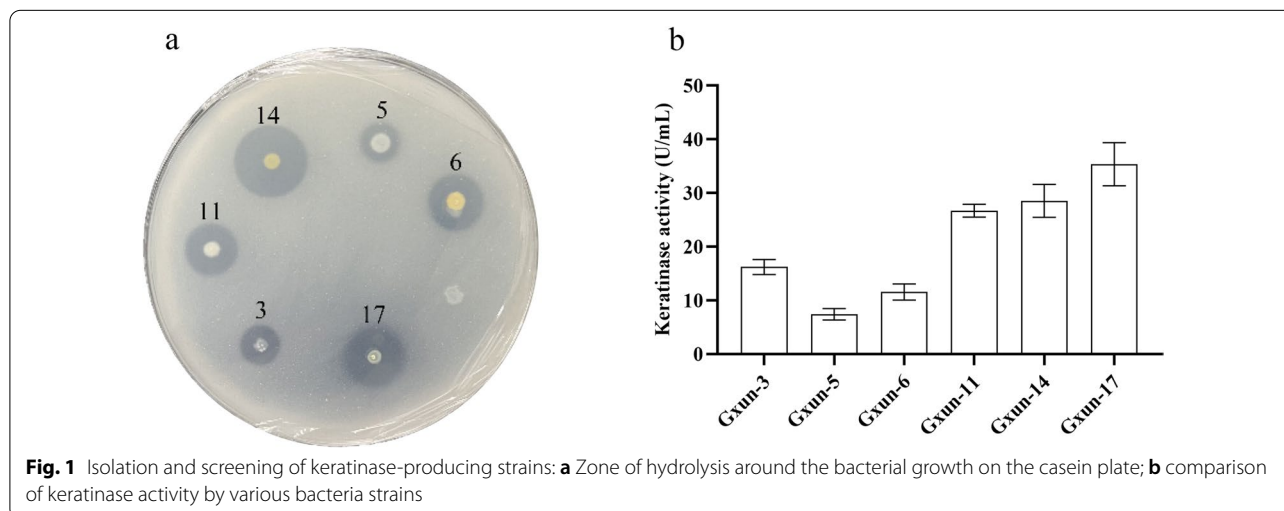 a
14
5
6
11
3
17
b
Keratinase activity (U/mL)
50
40
30
20
10
0
Gxun-3
Gxun-5
Gxun-6
Gxun-11
Gxun-14
Gxun-17
Fig. 1 Isolation and screening of keratinase-producing strains: a Zone of hydrolysis around the bacterial growth on the casein plate; b comparison
of keratinase activity by various bacteria strains